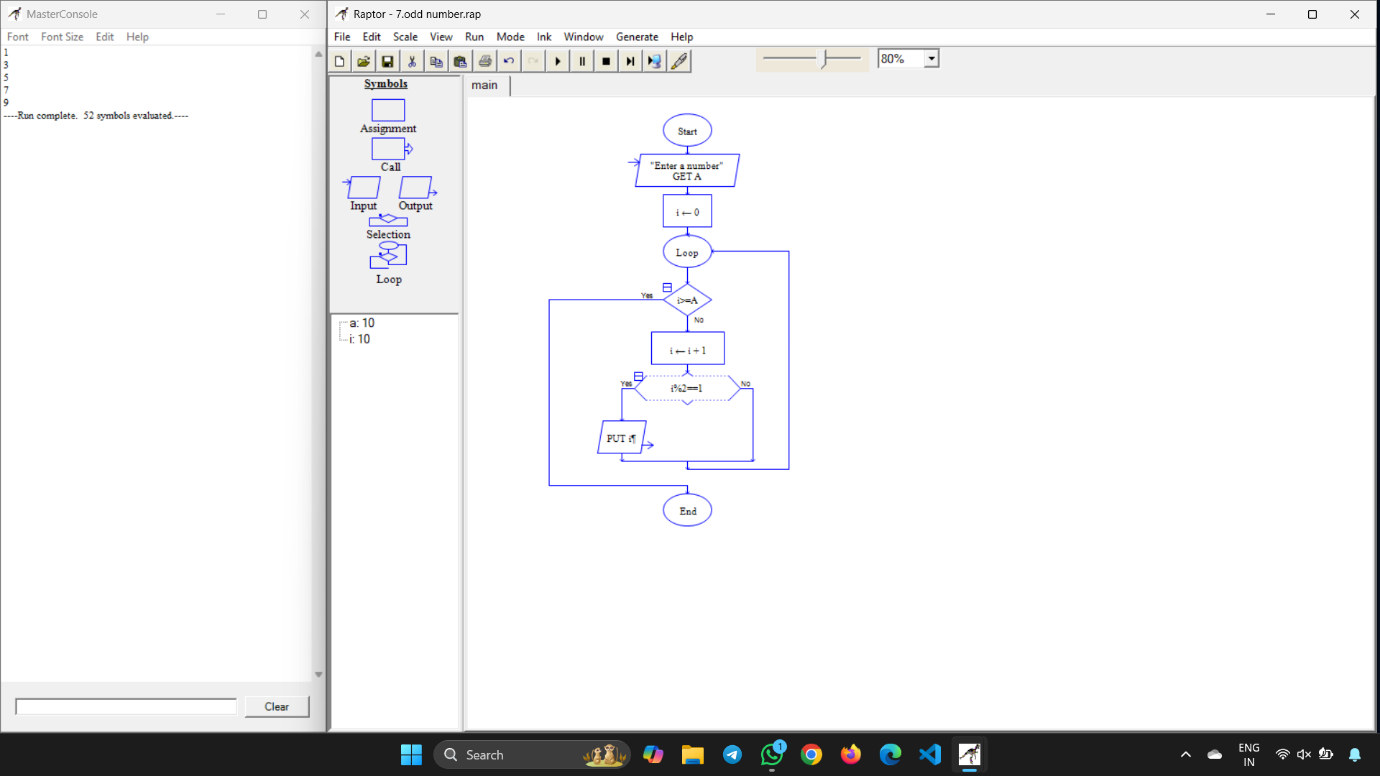 MasterConsole
Font Font Size Edit Help
1
3
5
7
9
----Run complete.  52 symbols evaluated.----
Clear
Raptor - 7.odd number.rap
File Edit Scale View Run Mode Ink Window Generate Help
80%
Symbols
Assignment
Call
Input Output
Selection
Loop
a: 10
i: 10
main
Start
"Enter a number"
GET A
i ← 0
Loop
Yes
i>=A
No
i ← i + 1
Yes
i%2==1
No
PUT i¶
End
Search
1
ENG
IN